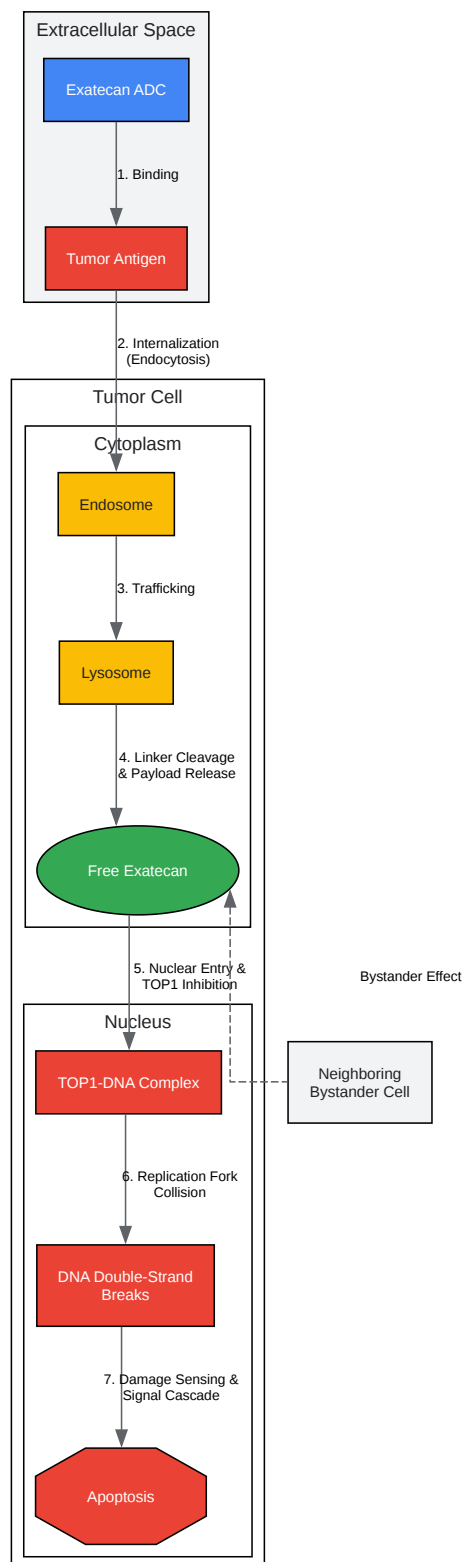 Extracellular Space
Exatecan ADC
1. Binding
Tumor Antigen
2. Internalization
(Endocytosis)
Tumor Cell
Cytoplasm
Endosome
3. Trafficking
Lysosome
4. Linker Cleavage
& Payload Release
Free Exatecan
5. Nuclear Entry &
TOP1 Inhibition
Bystander Effect
Nucleus
TOP1-DNA Complex
Neighboring
Bystander Cell
6. Replication Fork
Collision
DNA Double-Strand
Breaks
7. Damage Sensing &
Signal Cascade
Apoptosis